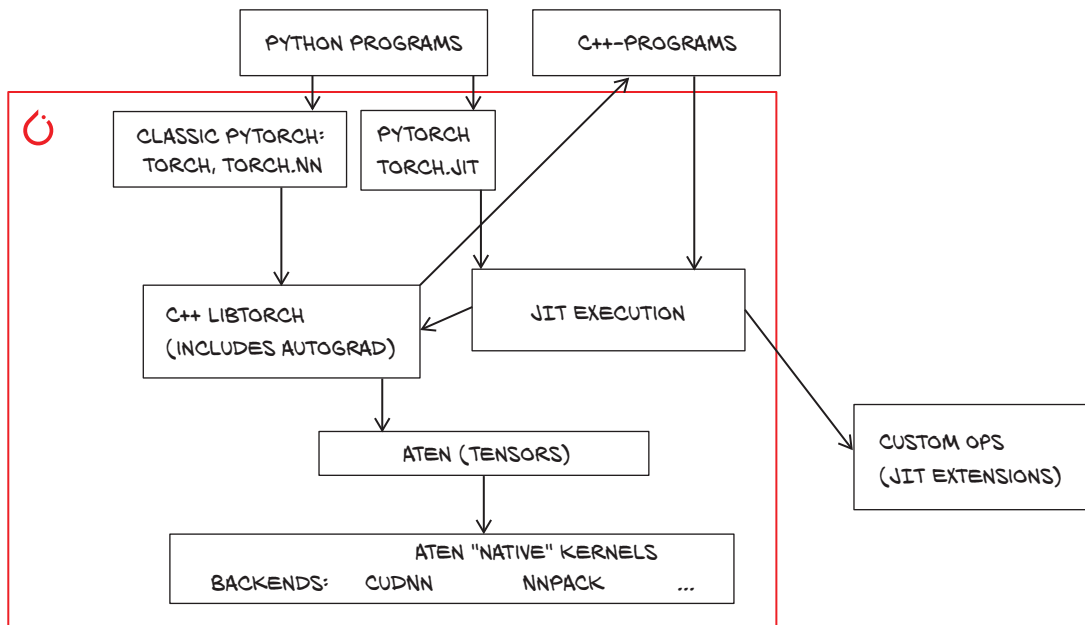 PYTHON PROGRAMS
C++-PROGRAMS
CLASSIC PYTORCH:
TORCH, TORCH.NN
PYTORCH
TORCH.JIT
C++ LIBTORCH
(INCLUDES AUTOGRAD)
JIT EXECUTION
CUSTOM OPS
(JIT EXTENSIONS)
ATEN (TENSORS)
ATEN "NATIVE" KERNELS
BACKENDS: CUDNN NNPACK ...